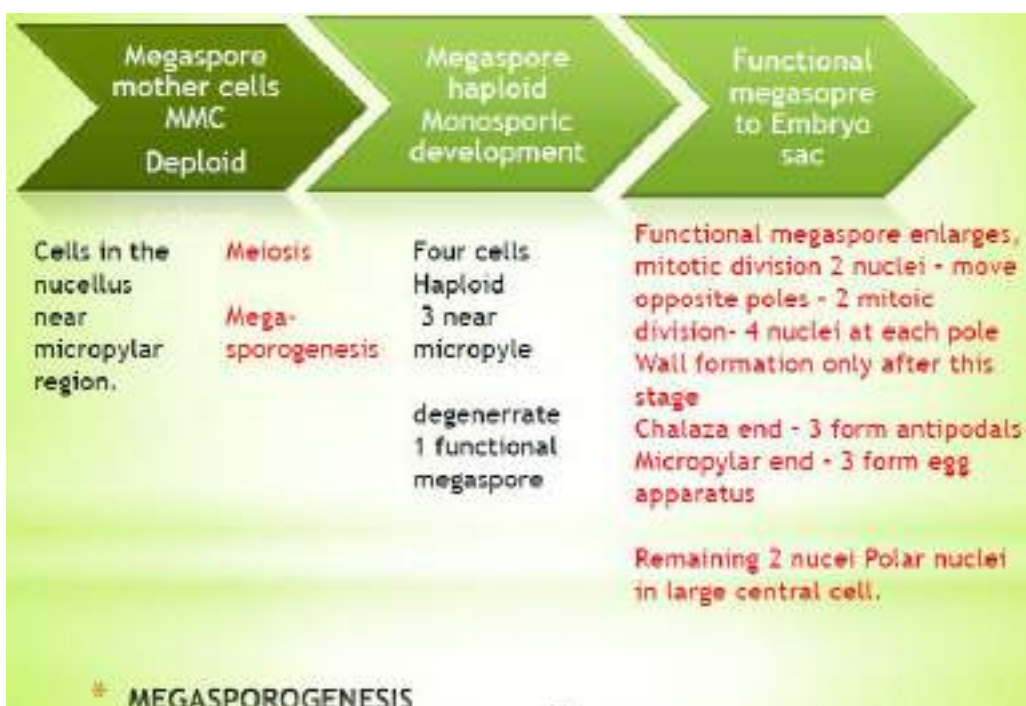 Megaspore
mother cells
MMC
Deploid
Megaspore
haploid
Monosporic
development
Functional
megasopre
to Embryo
sac
Cells in the
nucellus
near
micropylar
region.
Meiosis
Mega-
sporogenesis
Four cells
Haploid
3 near
micropyle
degenerrate
1 functional
megaspore
Functional megaspore enlarges,
mitotic division 2 nuclei - move
opposite poles - 2 mitoic
division- 4 nuclei at each pole
Wall formation only after this
stage
Chalaza end - 3 form antipodals
Micropylar end - 3 form egg
apparatus
Remaining 2 nucei Polar nuclei
in large central cell.
* MEGASPOROGENESIS